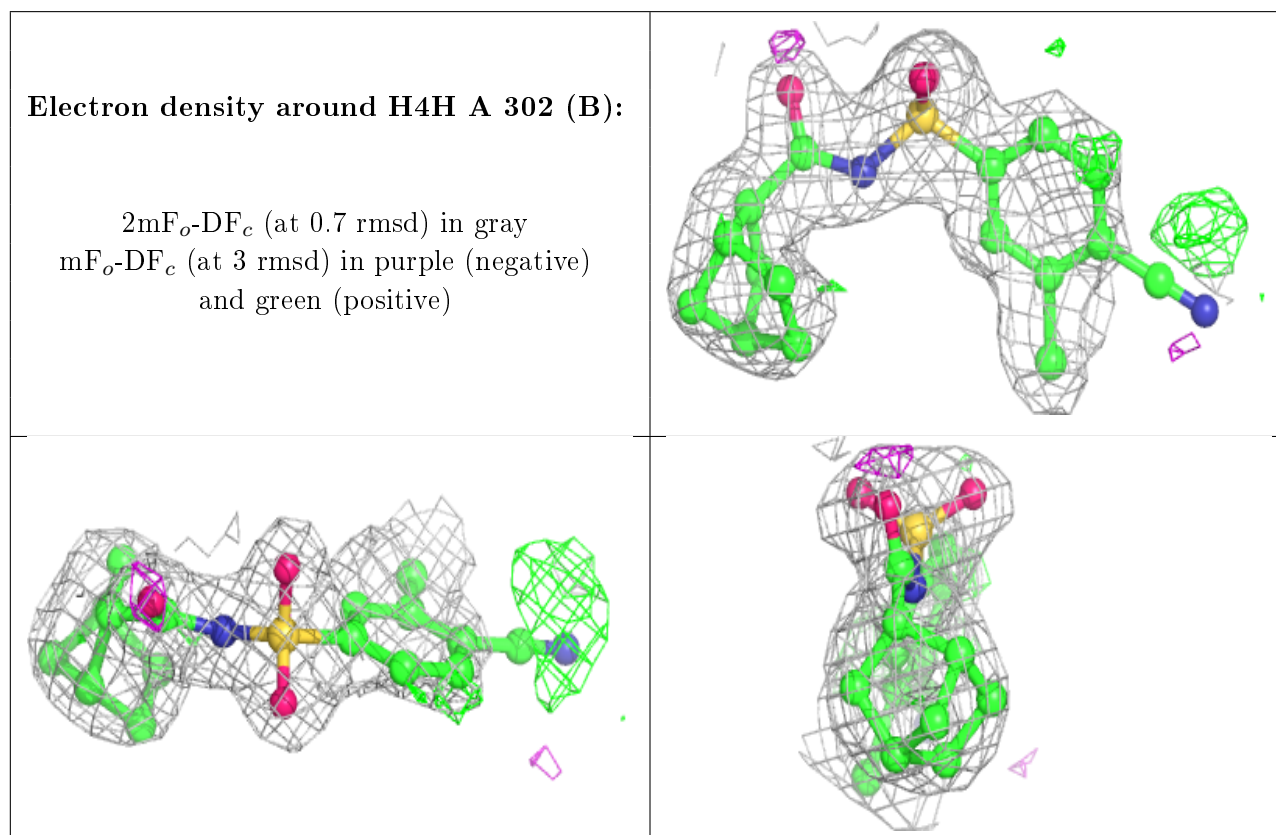 Electron density around H4H A 302 (B):
2mFo-DFc (at 0.7 rmsd) in gray
mFo-DFc (at 3 rmsd) in purple (negative)
and green (positive)